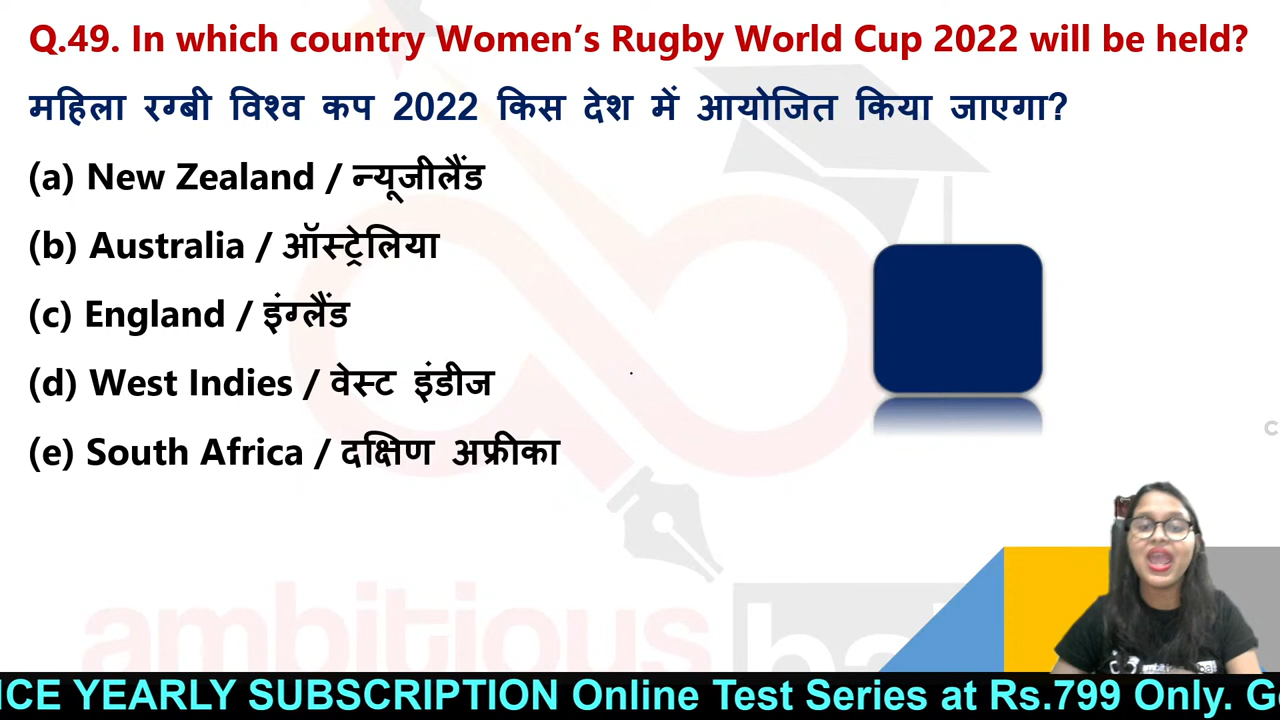 Q.49. In which country Women’s Rugby World Cup 2022 will be held?
महिला रग्बी विश्व कप 2022 किस देश में आयोजित किया जाएगा?
(a) New Zealand / न्यूजीलैंड
(b) Australia / ऑस्ट्रेलिया
(c) England / इंग्लैंड
(d) West Indies / वेस्ट इंडीज
(e) South Africa / दक्षिण अफ्रीका
ambitious
YEARLY SUBSCRIPTION Online Test Series at Rs.799 Only.